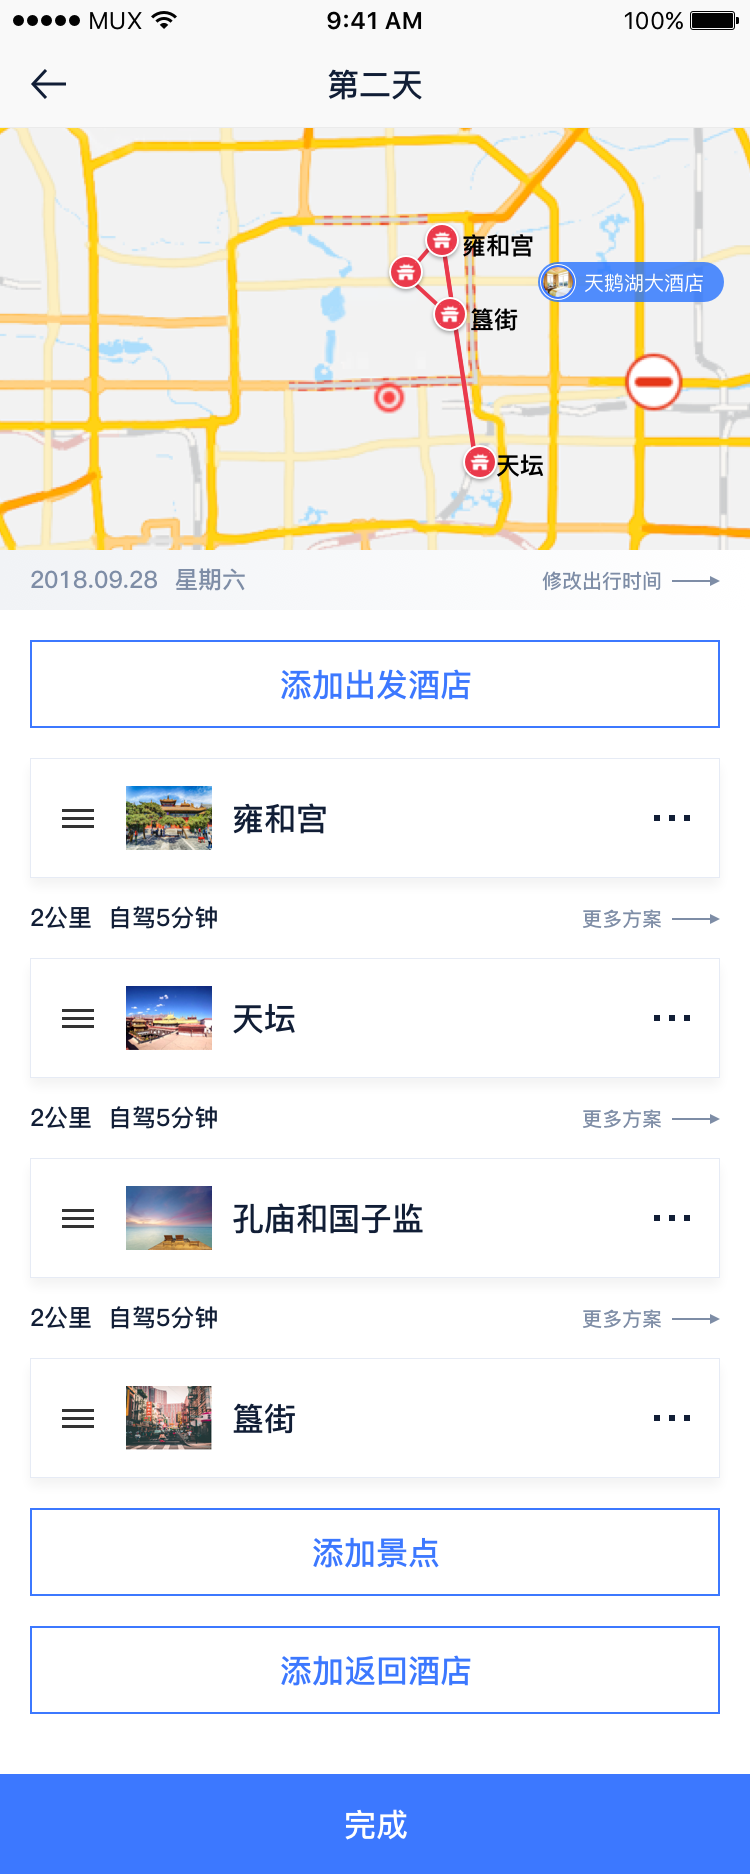 MUX 9:41 AM 100%
第二天
雍和宫
天鹅湖大酒店
簋街
天坛
2018.09.28 星期六 修改出行时间
添加出发酒店
雍和宫
2公里 自驾5分钟 更多方案
天坛
2公里 自驾5分钟 更多方案
孔庙和国子监
2公里 自驾5分钟 更多方案
簋街
添加景点
添加返回酒店
完成